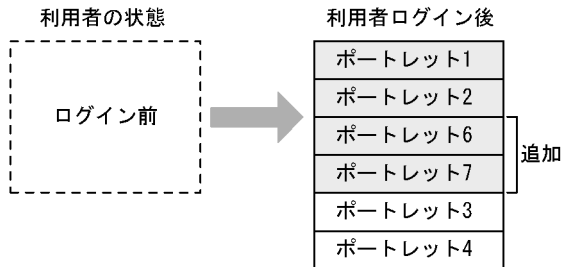 利用者の状態
利用者ログイン後
ログイン前
ポートレット1
ポートレット2
ポートレット6
ポートレット7
追加
ポートレット3
ポートレット4